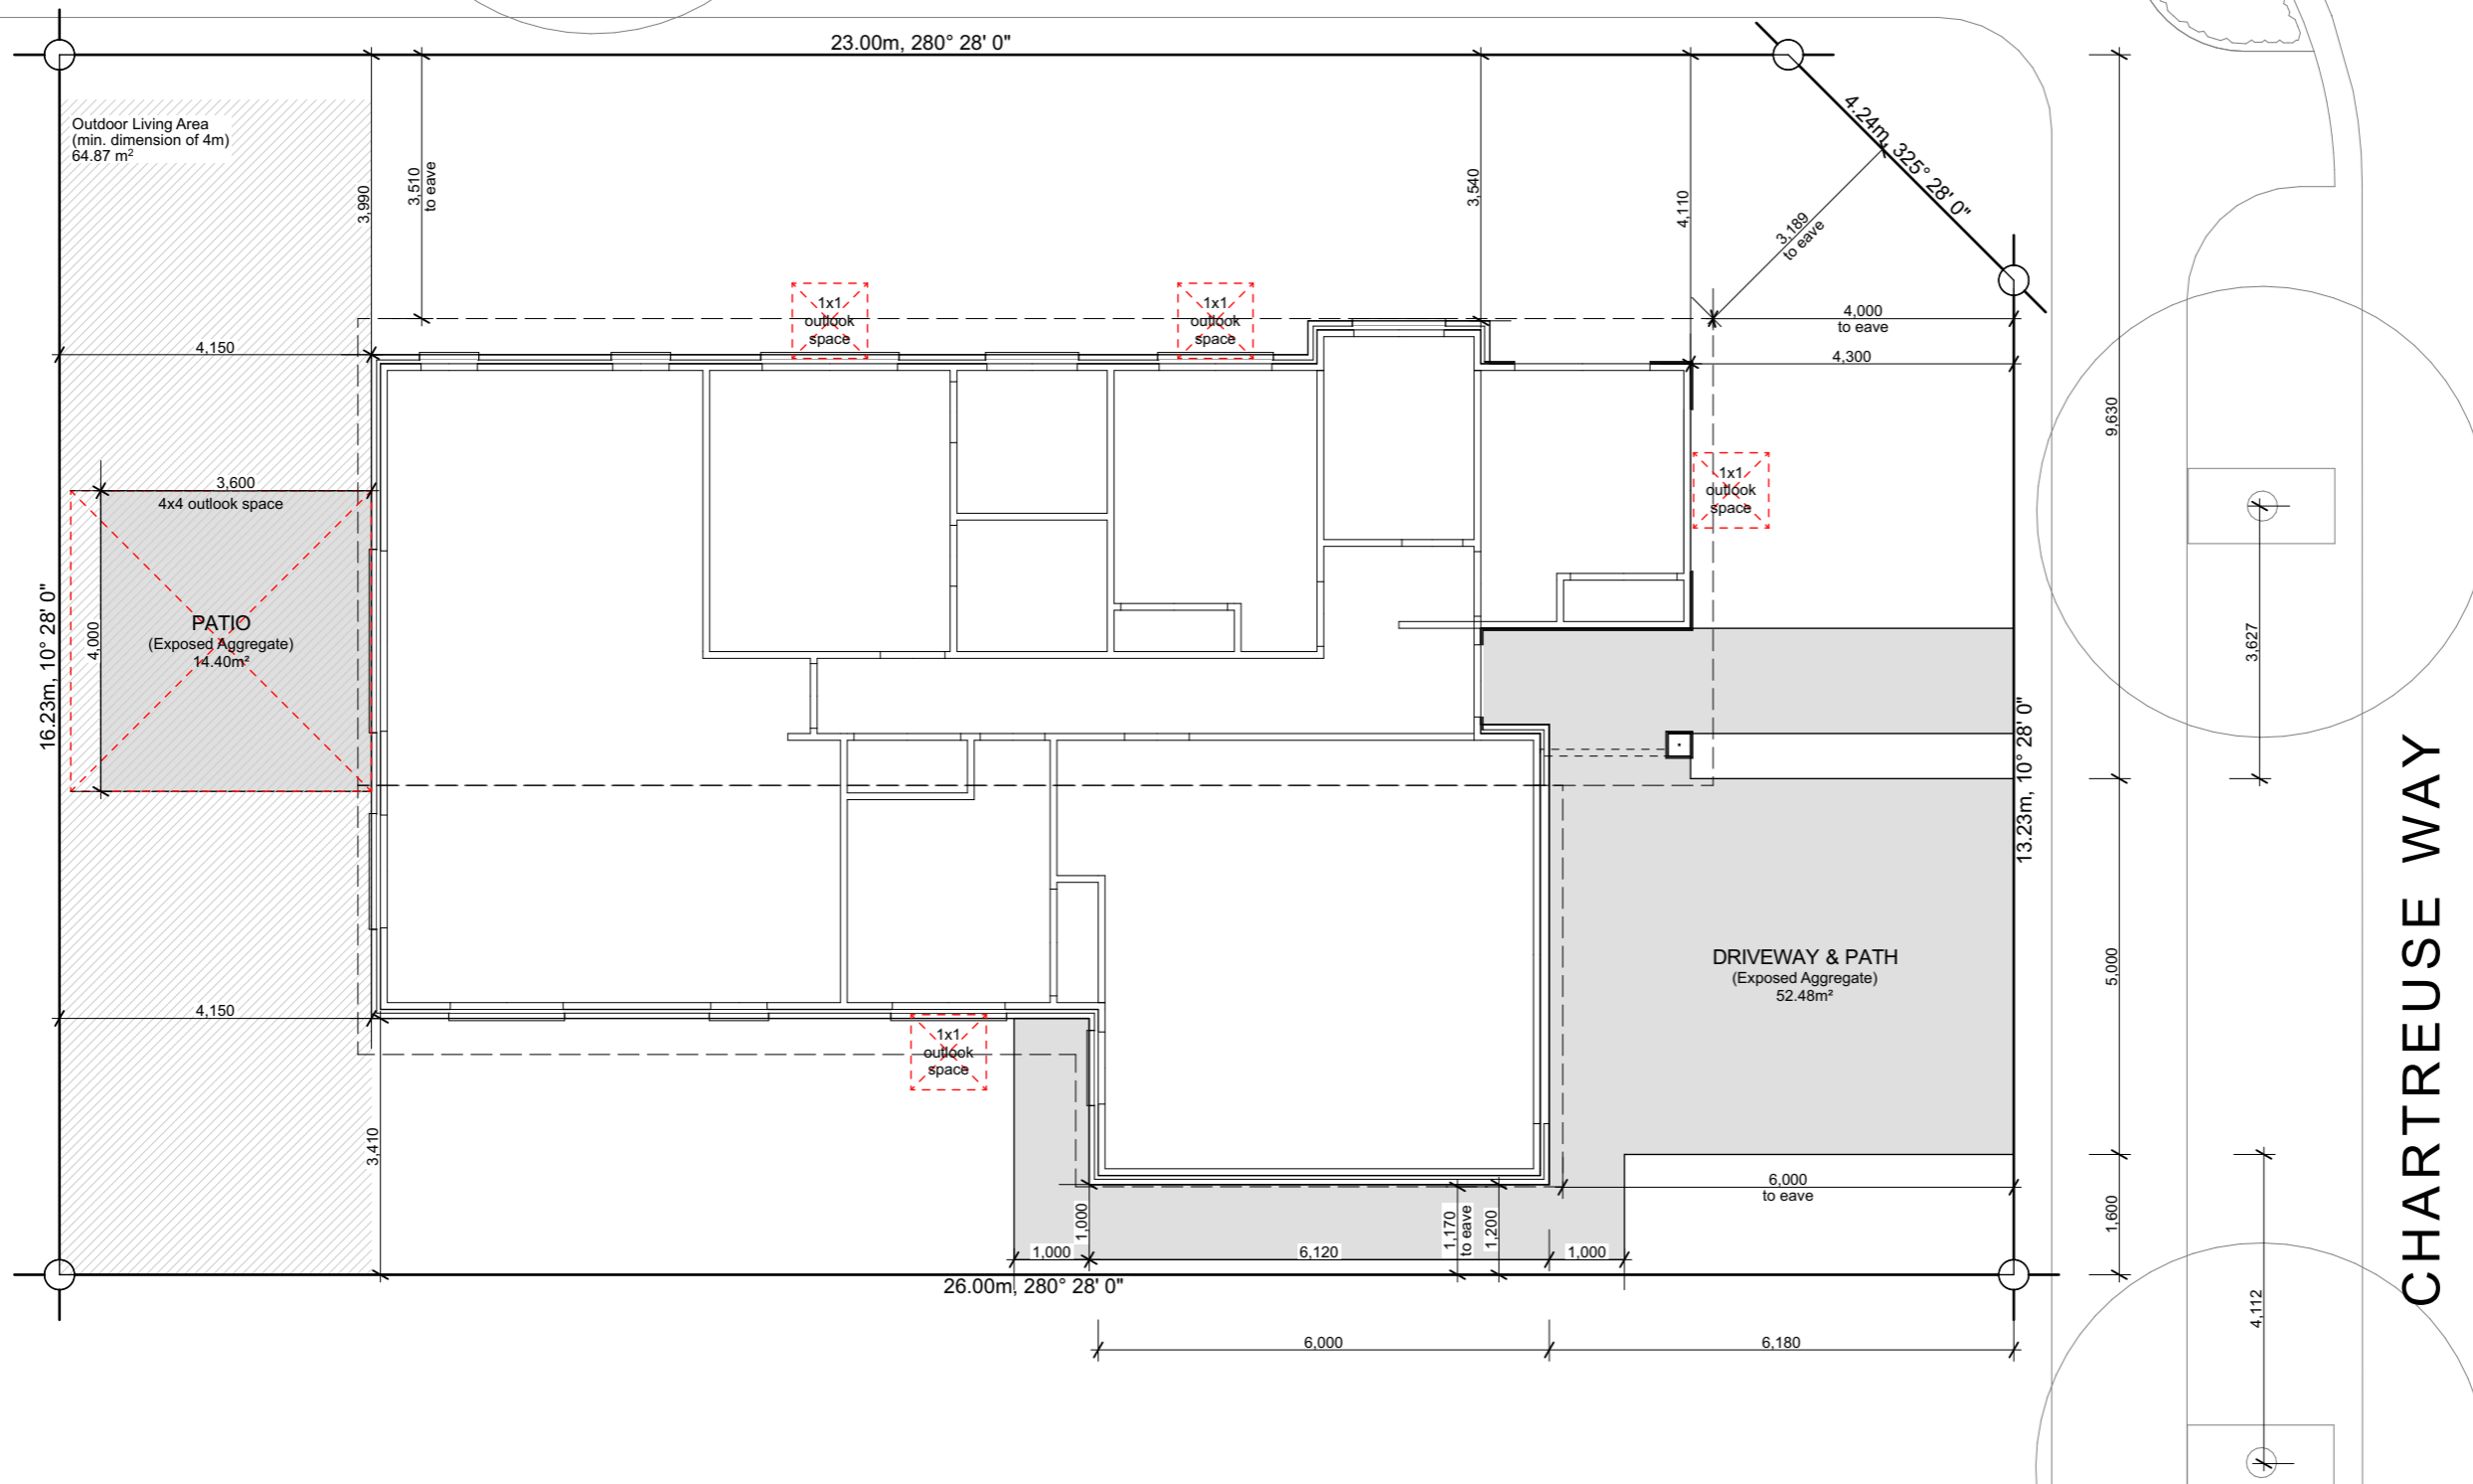 23.00m, 280° 28' 0"
Outdoor Living Area
(min. dimension of 4m)
64.87 m²
3,990
3,510
to eave
3,540
4,110
4.24m, 325° 28' 0"
3,189
to eave
4,000
to eave
4,300
4,150
1x1
outlook
space
1x1
outlook
space
1x1
outlook
space
9,630
3,600
4x4 outlook space
4,000
PATIO
(Exposed Aggregate)
14.40m²
16.23m, 10° 28' 0"
3,627
13.23m, 10° 28' 0"
CHARTREUSE WAY
DRIVEWAY & PATH
(Exposed Aggregate)
52.48m²
5,000
4,150
1x1
outlook
space
3,410
1,000
1,170
to eave
1,200
6,000
to eave
1,600
1,000
6,120
1,000
26.00m, 280° 28' 0"
4,112
6,000
6,180